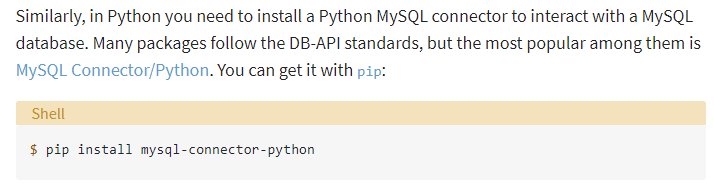 Similarly, in Python you need to install a Python MySQL connector to interact with a MySQL
database. Many packages follow the DB-API standards, but the most popular among them is
MySQL Connector/Python. You can get it with pip:
Shell
$ pip install mysql-connector-python